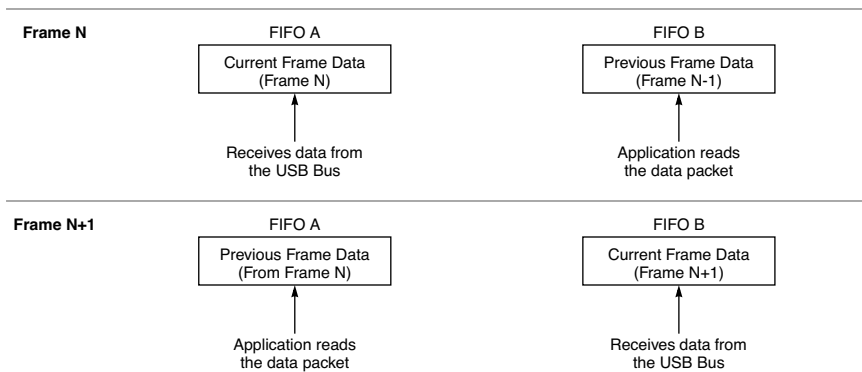 Frame N
FIFO A
FIFO B
Current Frame Data
(Frame N)
Previous Frame Data
(Frame N-1)
Receives data from
the USB Bus
Application reads
the data packet
Frame N+1
FIFO A
FIFO B
Previous Frame Data
(From Frame N)
Current Frame Data
(Frame N+1)
Application reads
the data packet
Receives data from
the USB Bus